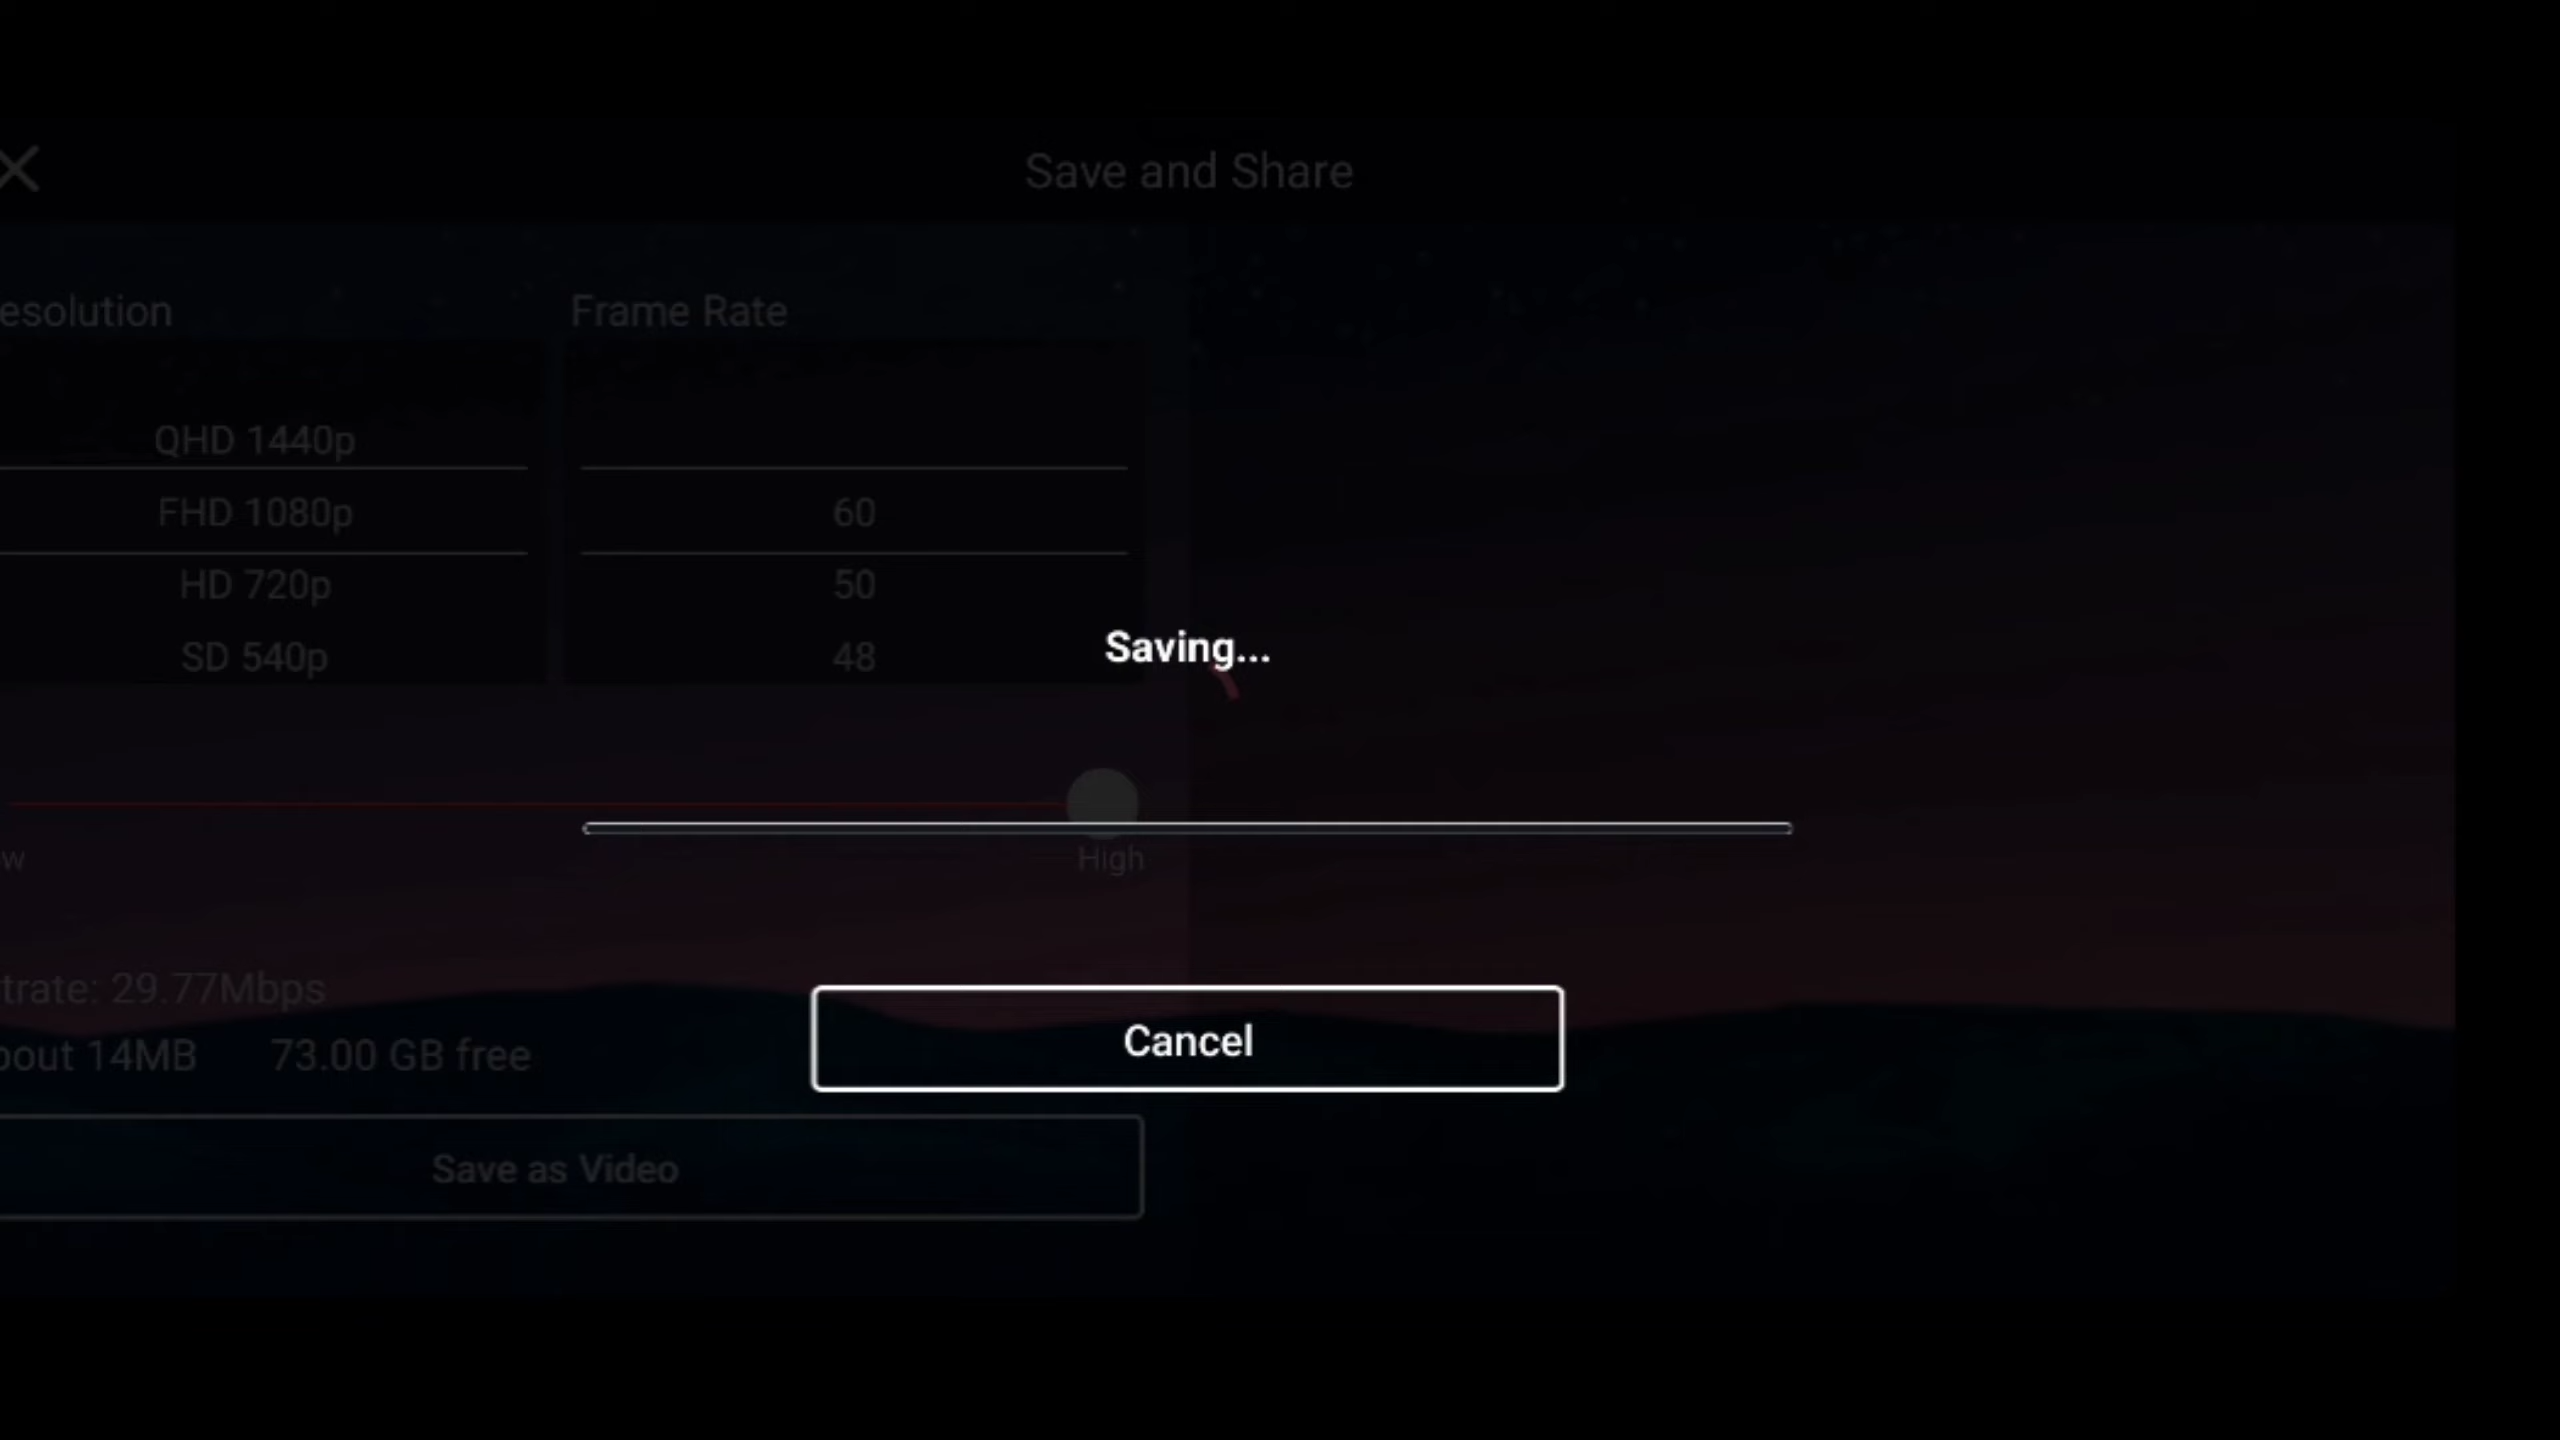 Save and Share
esolution
Frame Rate
QHD 1440p
FHD 1080p
60
HD 720p
50
SD 540p
48
Saving...
w
High
trate: 29.77Mbps
out 14MB
73.00 GB free
Cancel
Save as Video